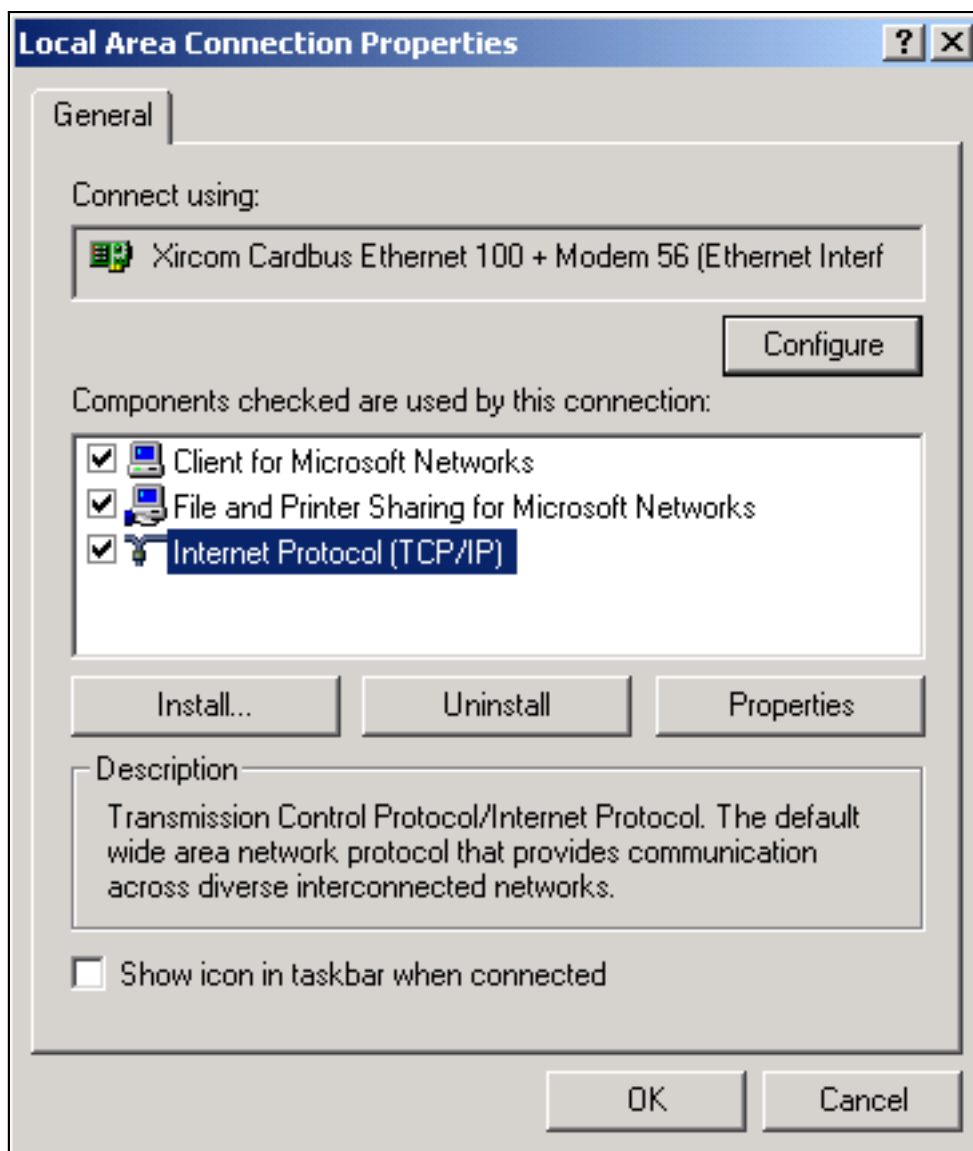 Local Area Connection Properties
General
Connect using:
Xircom Cardbus Ethernet 100 + Modem 56 (Ethernet Interf
Configure
Components checked are used by this connection:
Client for Microsoft Networks
File and Printer Sharing for Microsoft Networks
Internet Protocol (TCP/IP)
Install... Uninstall Properties
Description
Transmission Control Protocol/Internet Protocol. The default
wide area network protocol that provides communication
across diverse interconnected networks.
Show icon in taskbar when connected
OK Cancel